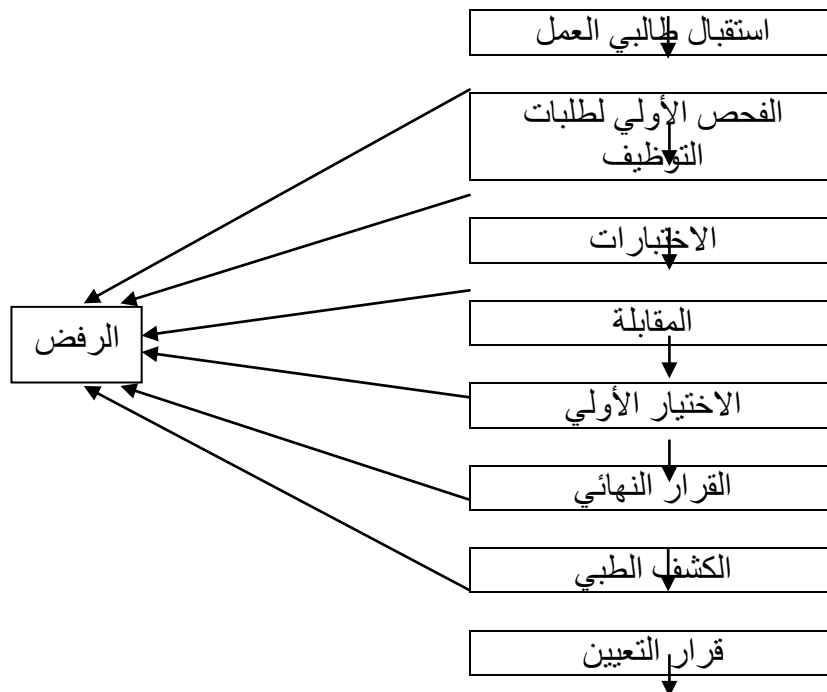 استقبال طالبي العمل
الفحص الأولي لطلبات
التوظيف
الاختبارات
المقابلة
الرفض
الاختيار الأولي
القرار النهائي
الكشف الطبي
قرار التعيين